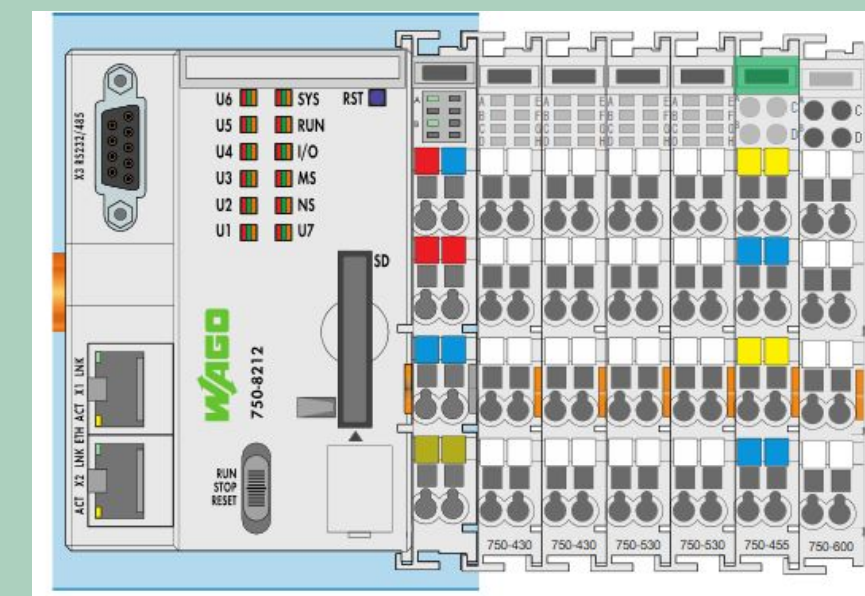 X3 RS232/485
U6
SYS
RST
U5
RUN
U4
I/O
U3
MS
U2
NS
U1
U7
SD
WAGO
750-8212
ACT X2 LNK ETH ACT X1 LNK
RUN
STOP
RESET
A
B
A
B
C
D
E
F
G
H
A
B
C
D
E
F
G
H
A
B
C
D
E
F
G
H
A
B
C
D
E
F
G
H
A
B
C
D
A
B
C
D
750-430
750-430
750-530
750-530
750-455
750-600